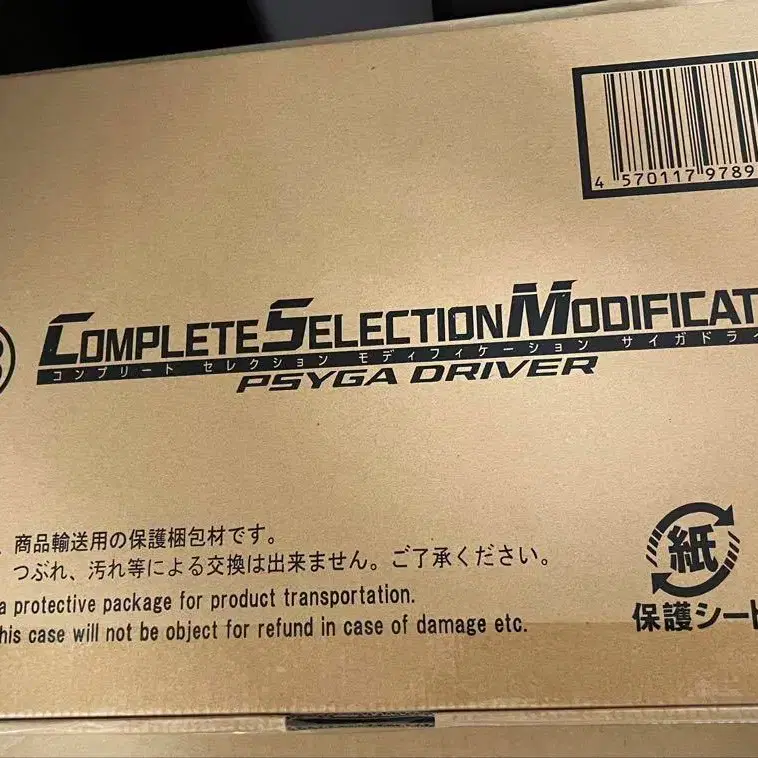 4 570117 9789
COMPLETE SELECTION MODIFICAT
コンプリート セレクション モディフィケーション サイガドラ
PSYGA DRIVER
商品輸送用の保護梱包材です。
つぶれ、汚れ等による交換は出来ません。ご了承ください。
a protective package for product transportation.
his case will not be object for refund in case of damage etc.
紙
保護シート